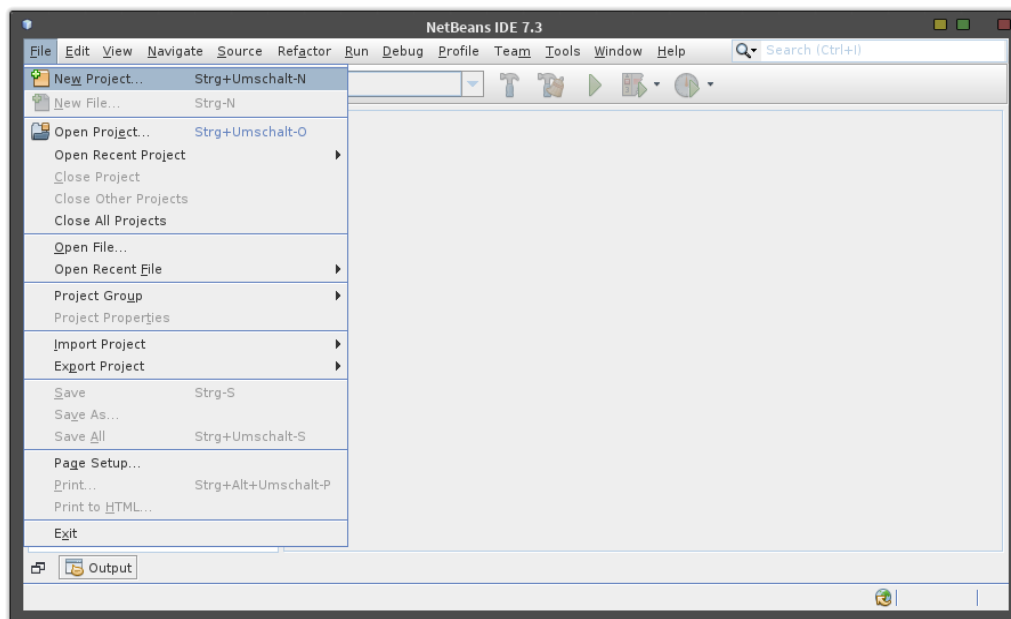 NetBeans IDE 7.3
File Edit View Navigate Source Refactor Run Debug Profile Team Tools Window Help Search (Ctrl+I)
New Project... Strg+Umschalt-N
New File... Strg-N
Open Project... Strg+Umschalt-O
Open Recent Project
Close Project
Close Other Projects
Close All Projects
Open File...
Open Recent File
Project Group
Project Properties
Import Project
Export Project
Save Strg-S
Save As...
Save All Strg+Umschalt-S
Page Setup...
Print... Strg+Alt+Umschalt-P
Print to HTML...
Exit
Output